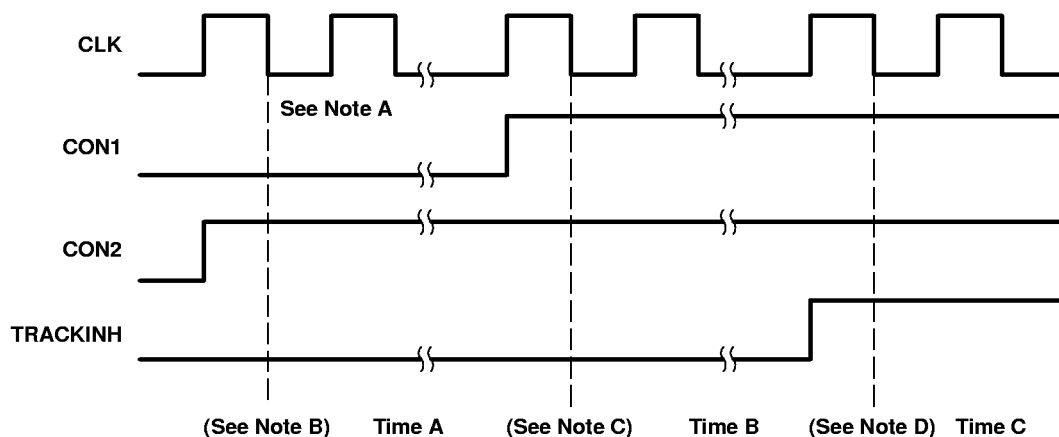 CLK
See Note A
CON1
CON2
TRACKINH
(See Note B) Time A (See Note C) Time B (See Note D) Time C